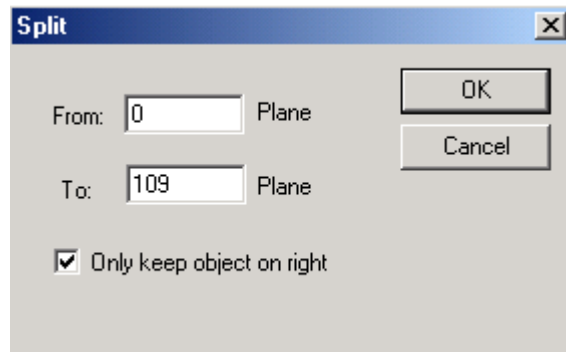 Split
From: 0 Plane
OK
Cancel
To: 109 Plane
Only keep object on right